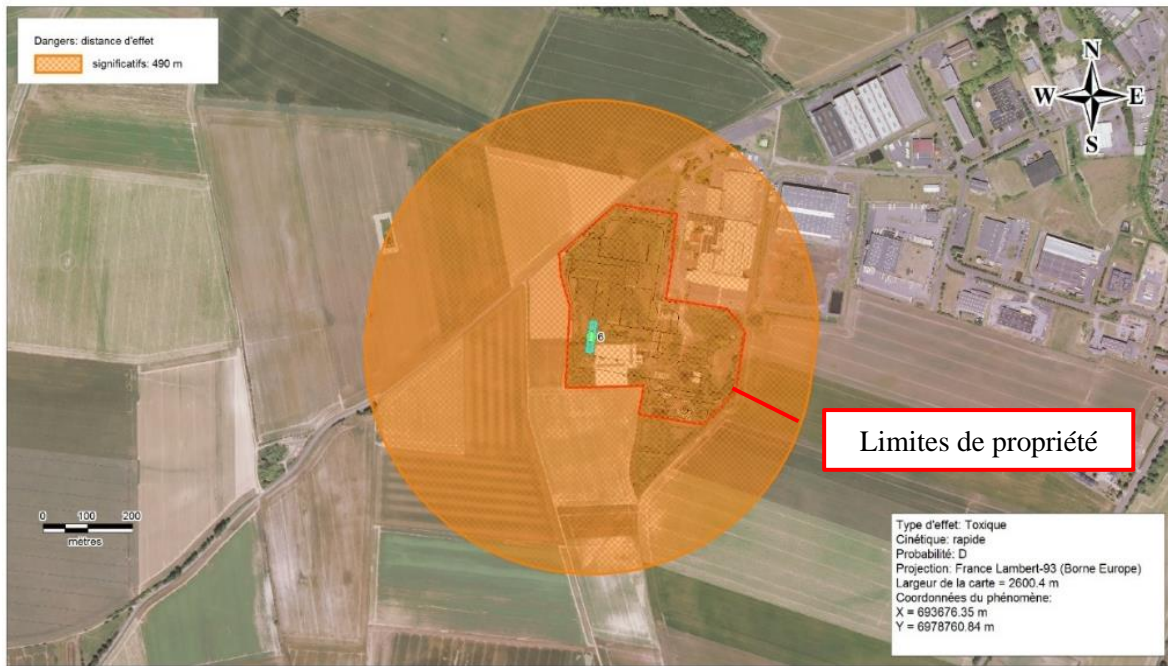 Dangers: distance d'effet
significatifs: 490 m
N
W E
S
6
Limites de propriété
0 100 200
mètres
Type d'effet: Toxique
Cinétique: rapide
Probabilité: D
Projection: France Lambert-93 (Borne Europe)
Largeur de la carte = 2600.4 m
Coordonnées du phénomène:
X = 693676.35 m
Y = 6978760.84 m